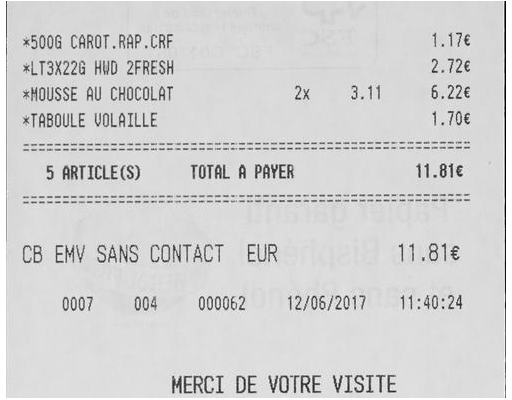 *500G CAROT.RAP.CRF 1.17€
*LT3X22G HWD 2FRESH 2.72€
*MOUSSE AU CHOCOLAT 2x 3.11 6.22€
*TABOULE VOLAILLE 1.70€
5 ARTICLE(S) TOTAL A PAYER 11.81€
CB EMV SANS CONTACT EUR 11.81€
0007 004 000062 12/06/2017 11:40:24
MERCI DE VOTRE VISITE